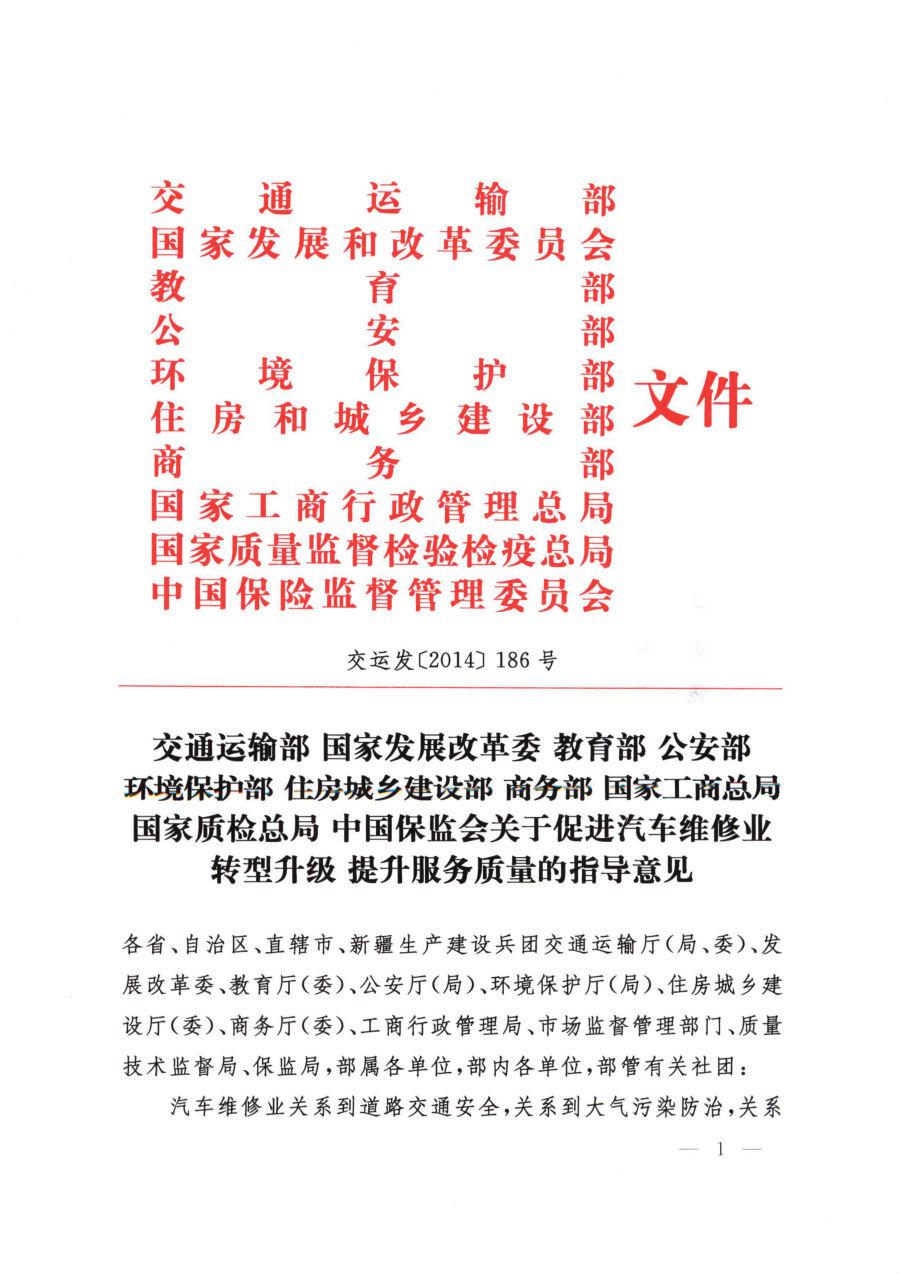 交通运输部
国家发展和改革委员会
教育部
公安部
环境保护部
住房和城乡建设部
商务部
国家工商行政管理总局
国家质量监督检验检疫总局
中国保险监督管理委员会
文件
交运发〔2014〕186号
交通运输部 国家发展改革委 教育部 公安部
环境保护部 住房城乡建设部 商务部 国家工商总局
国家质检总局 中国保监会关于促进汽车维修业
转型升级 提升服务质量的指导意见
各省、自治区、直辖市、新疆生产建设兵团交通运输厅(局、委)、发
展改革委、教育厅(委)、公安厅(局)、环境保护厅(局)、住房城乡建
设厅(委)、商务厅(委)、工商行政管理局、市场监督管理部门、质量
技术监督局、保监局,部属各单位,部内各单位,部管有关社团:
汽车维修业关系到道路交通安全,关系到大气污染防治,关系
— 1 —